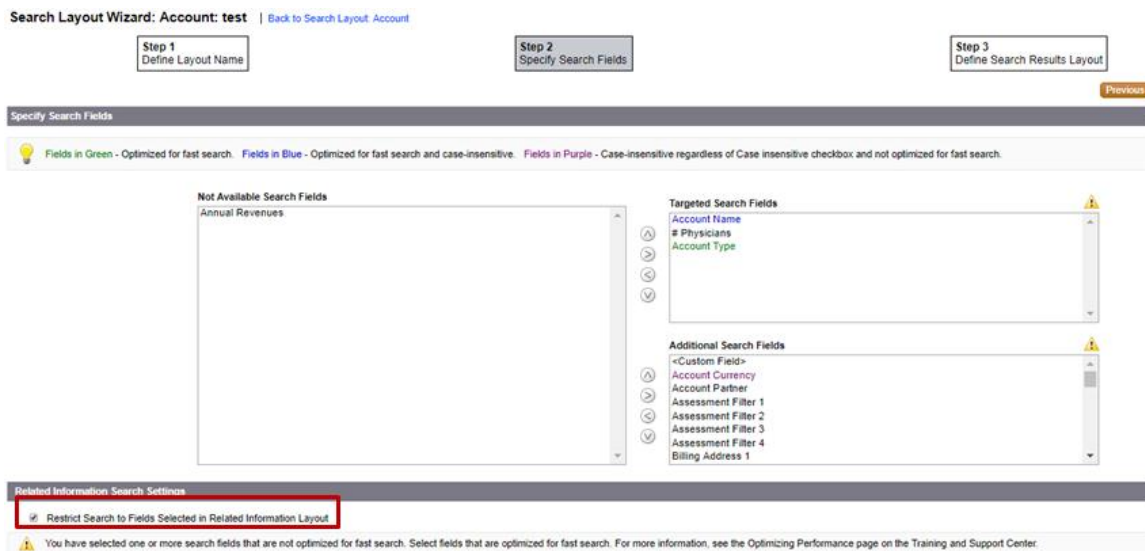 Search Layout Wizard: Account: test | Back to Search Layout: Account
Step 1
Define Layout Name
Step 2
Specify Search Fields
Step 3
Define Search Results Layout
Previous
Specify Search Fields
Fields in Green - Optimized for fast search. Fields in Blue - Optimized for fast search and case-insensitive. Fields in Purple - Case-insensitive regardless of Case insensitive checkbox and not optimized for fast search.
Not Available Search Fields
Annual Revenues
Targeted Search Fields
Account Name
# Physicians
Account Type
Additional Search Fields
<Custom Field>
Account Currency
Account Partner
Assessment Filter 1
Assessment Filter 2
Assessment Filter 3
Assessment Filter 4
Billing Address 1
Related Information Search Settings
Restrict Search to Fields Selected in Related Information Layout
You have selected one or more search fields that are not optimized for fast search. Select fields that are optimized for fast search. For more information, see the Optimizing Performance page on the Training and Support Center.